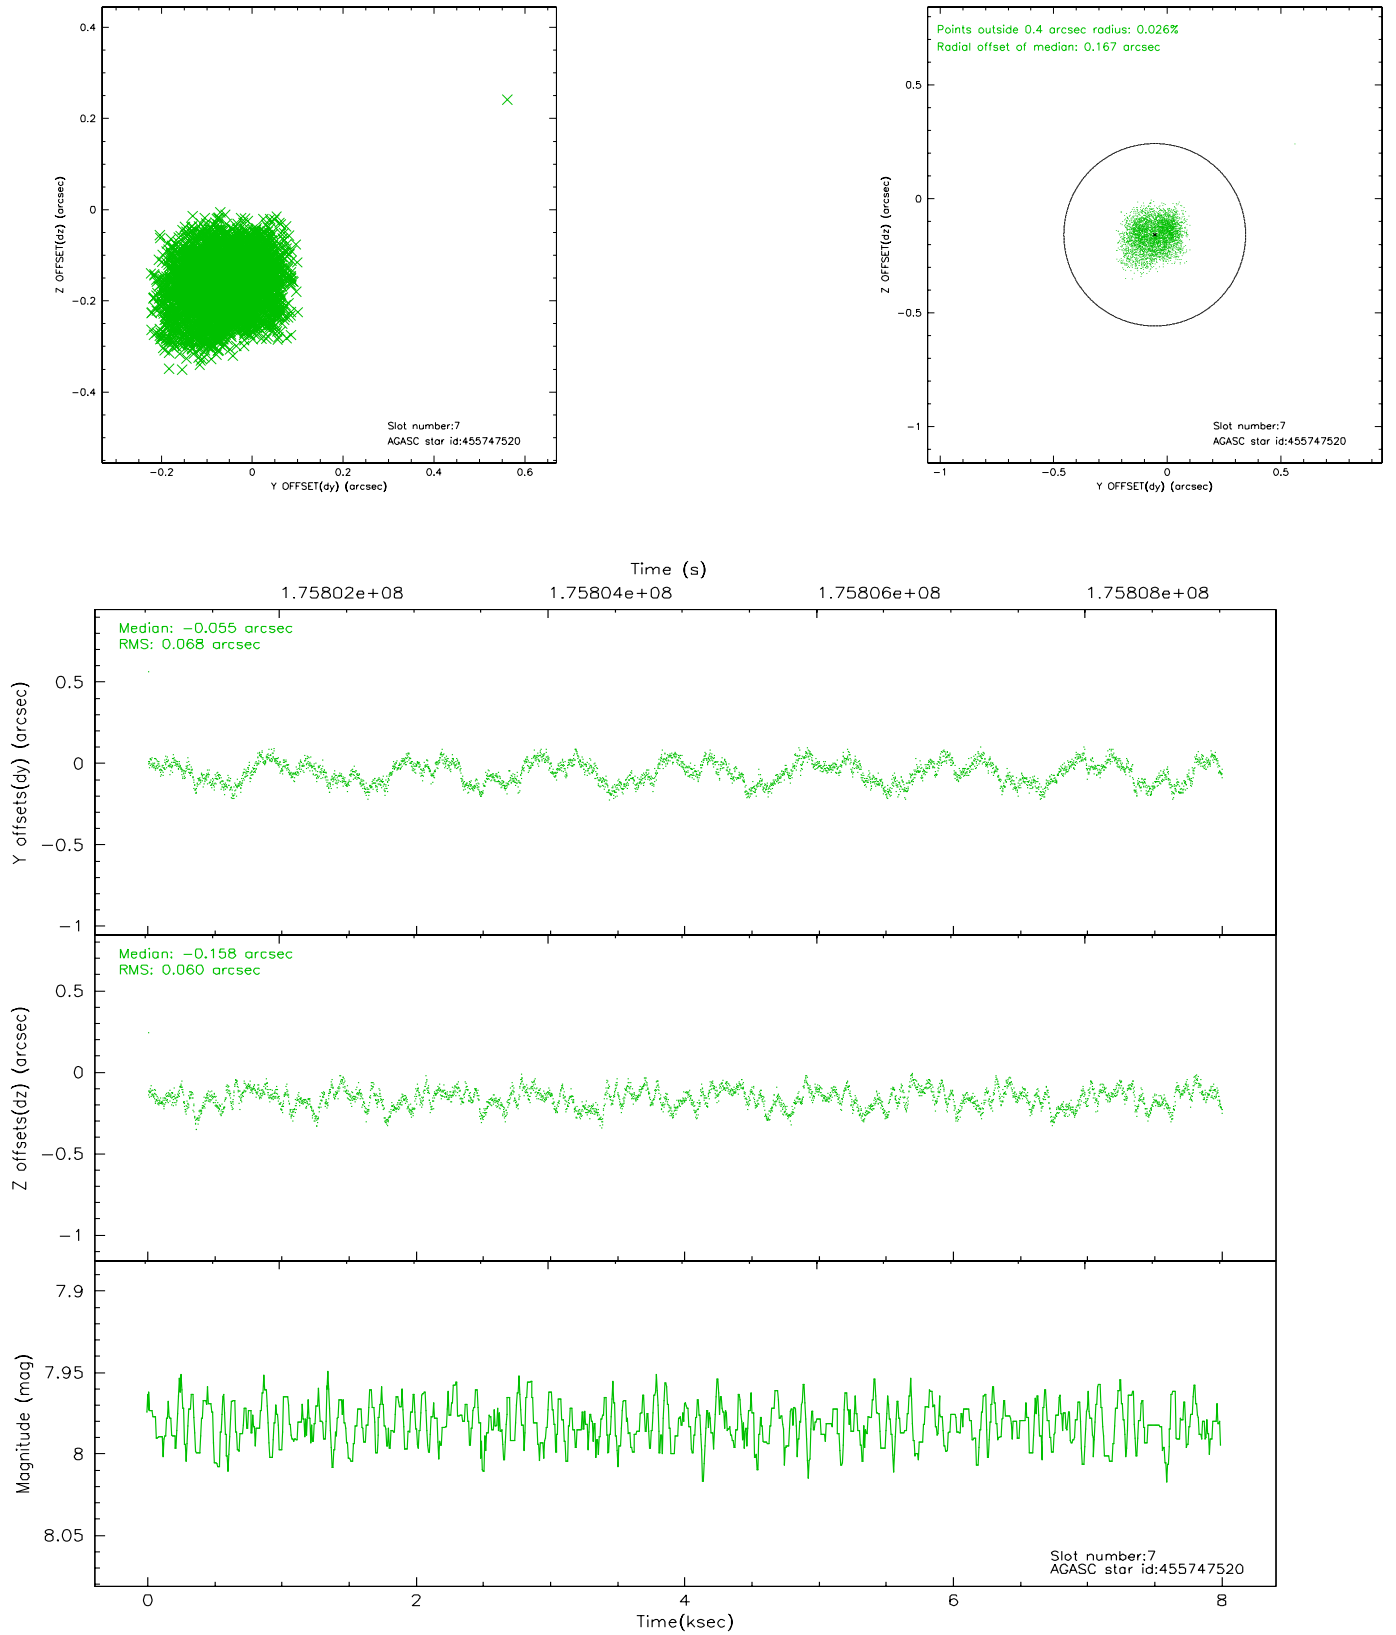 0.4
0.2
0
−0.2
−0.4
Z OFFSET(dz) (arcsec)
Slot number:7
AGASC star id:455747520
−0.2
0
0.2
0.4
0.6
Y OFFSET(dy) (arcsec)
Points outside 0.4 arcsec radius: 0.026%
Radial offset of median: 0.167 arcsec
0.5
0
−0.5
−1
Z OFFSET(dz) (arcsec)
Slot number:7
AGASC star id:455747520
−1
−0.5
0
0.5
Y OFFSET(dy) (arcsec)
Time (s)
1.75802e+08
1.75804e+08
1.75806e+08
1.75808e+08
Median: −0.055 arcsec
RMS: 0.068 arcsec
0.5
0
−0.5
−1
Y offsets(dy) (arcsec)
Median: −0.158 arcsec
RMS: 0.060 arcsec
0.5
0
−0.5
−1
Z offsets(dz) (arcsec)
7.9
7.95
8
8.05
Magnitude (mag)
Slot number:7
AGASC star id:455747520
0
2
4
6
8
Time(ksec)